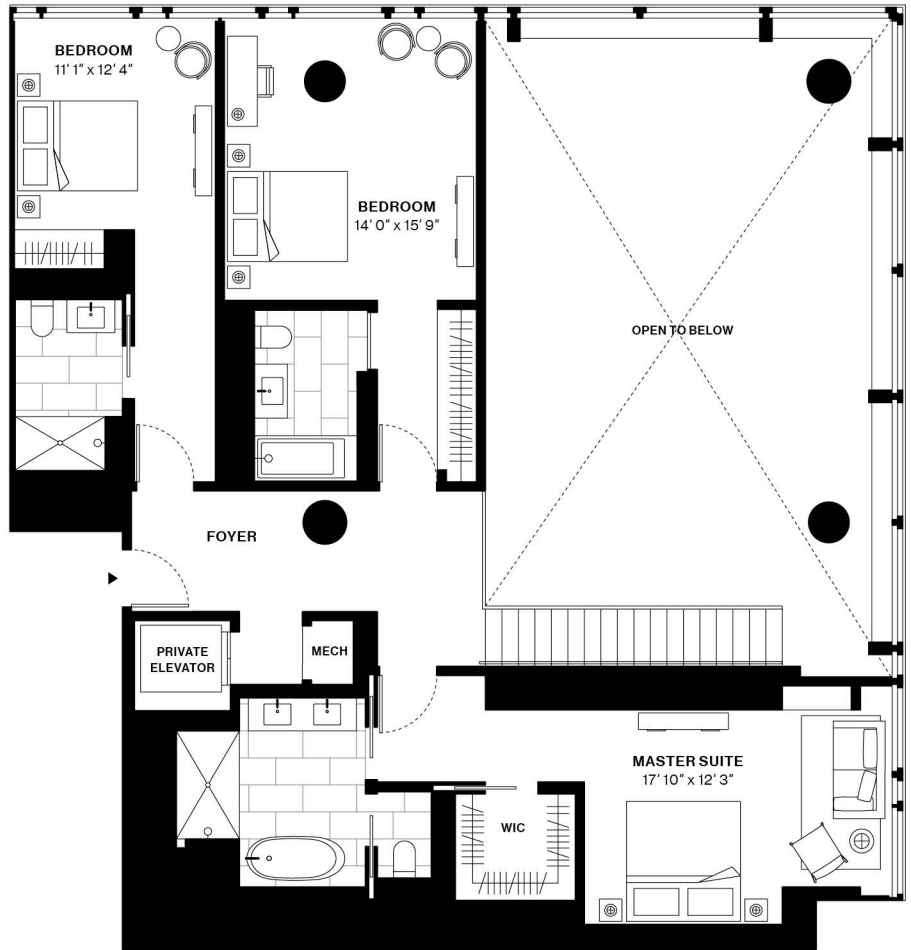 BEDROOM
11' 1" x 12' 4"
BEDROOM
14' 0" x 15' 9"
OPEN TO BELOW
FOYER
PRIVATE
ELEVATOR
MECH
MASTER SUITE
17' 10" x 12' 3"
WIC